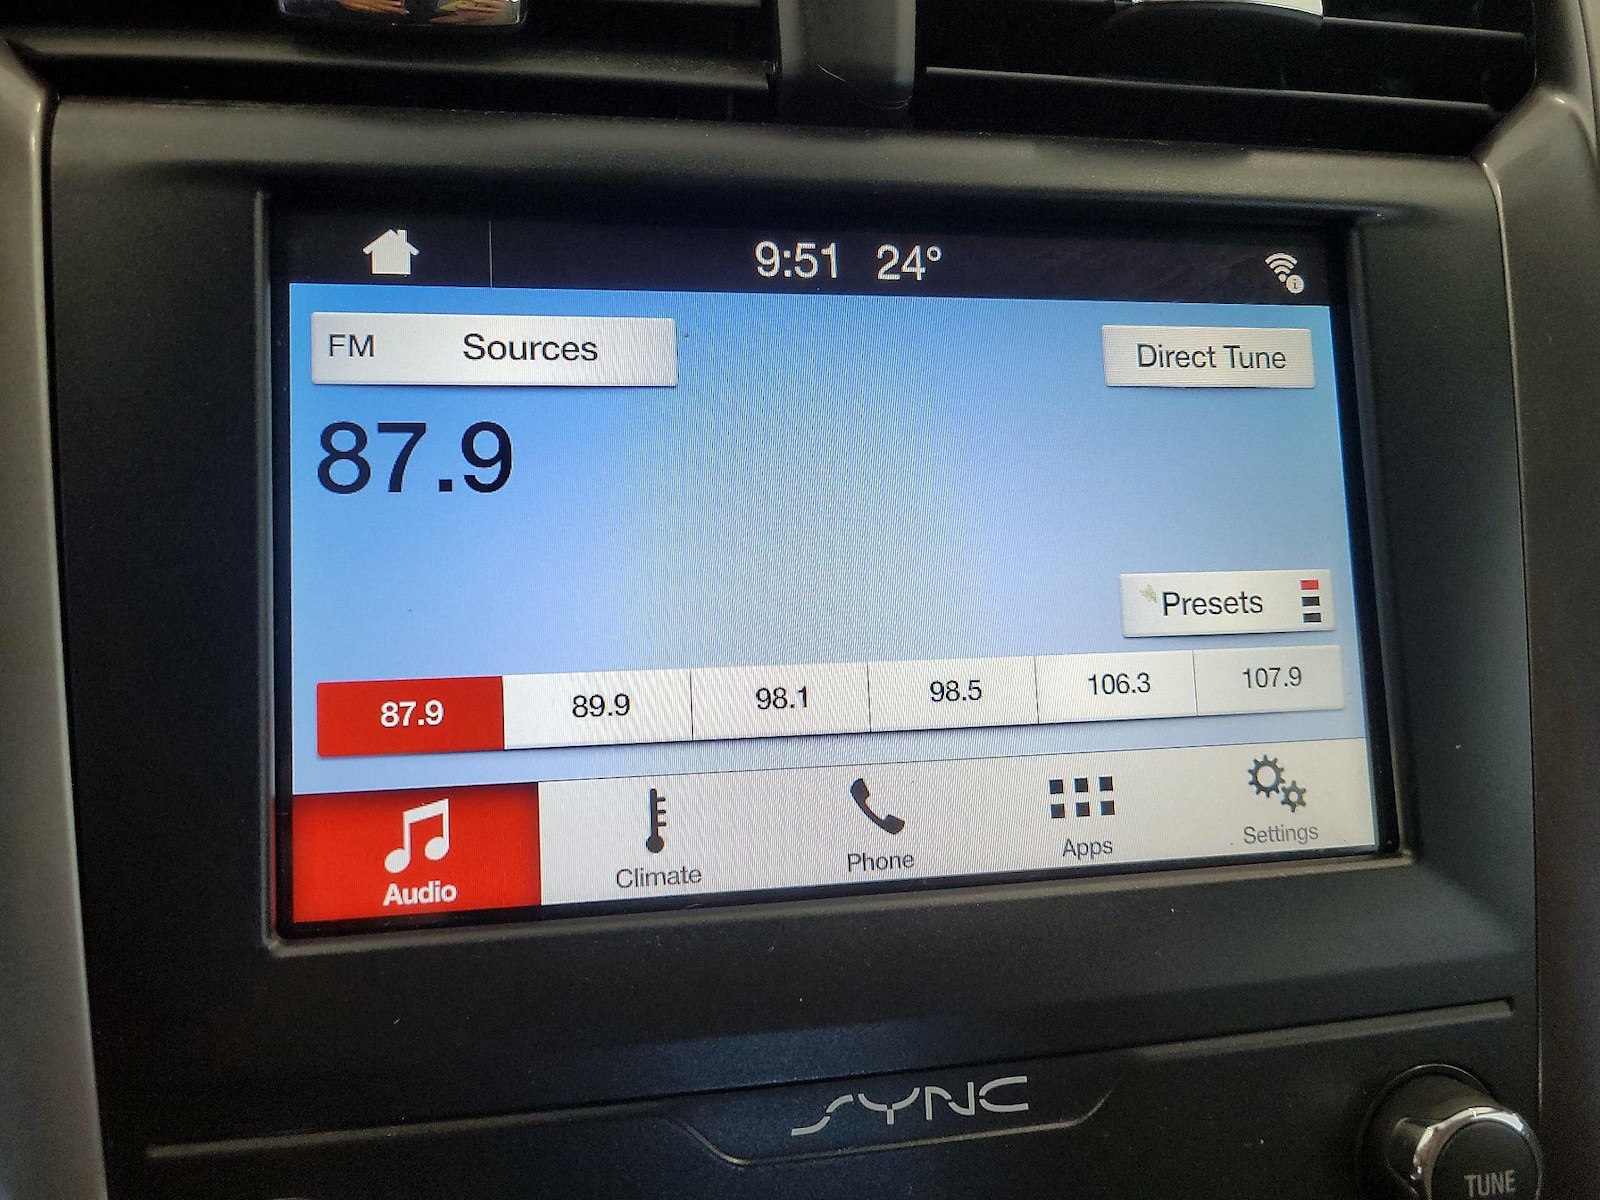 9:51 24°
FM Sources
Direct Tune
87.9
Presets
87.9 89.9 98.1 98.5 106.3 107.9
Audio Climate Phone Apps Settings
SYNC
TUNE